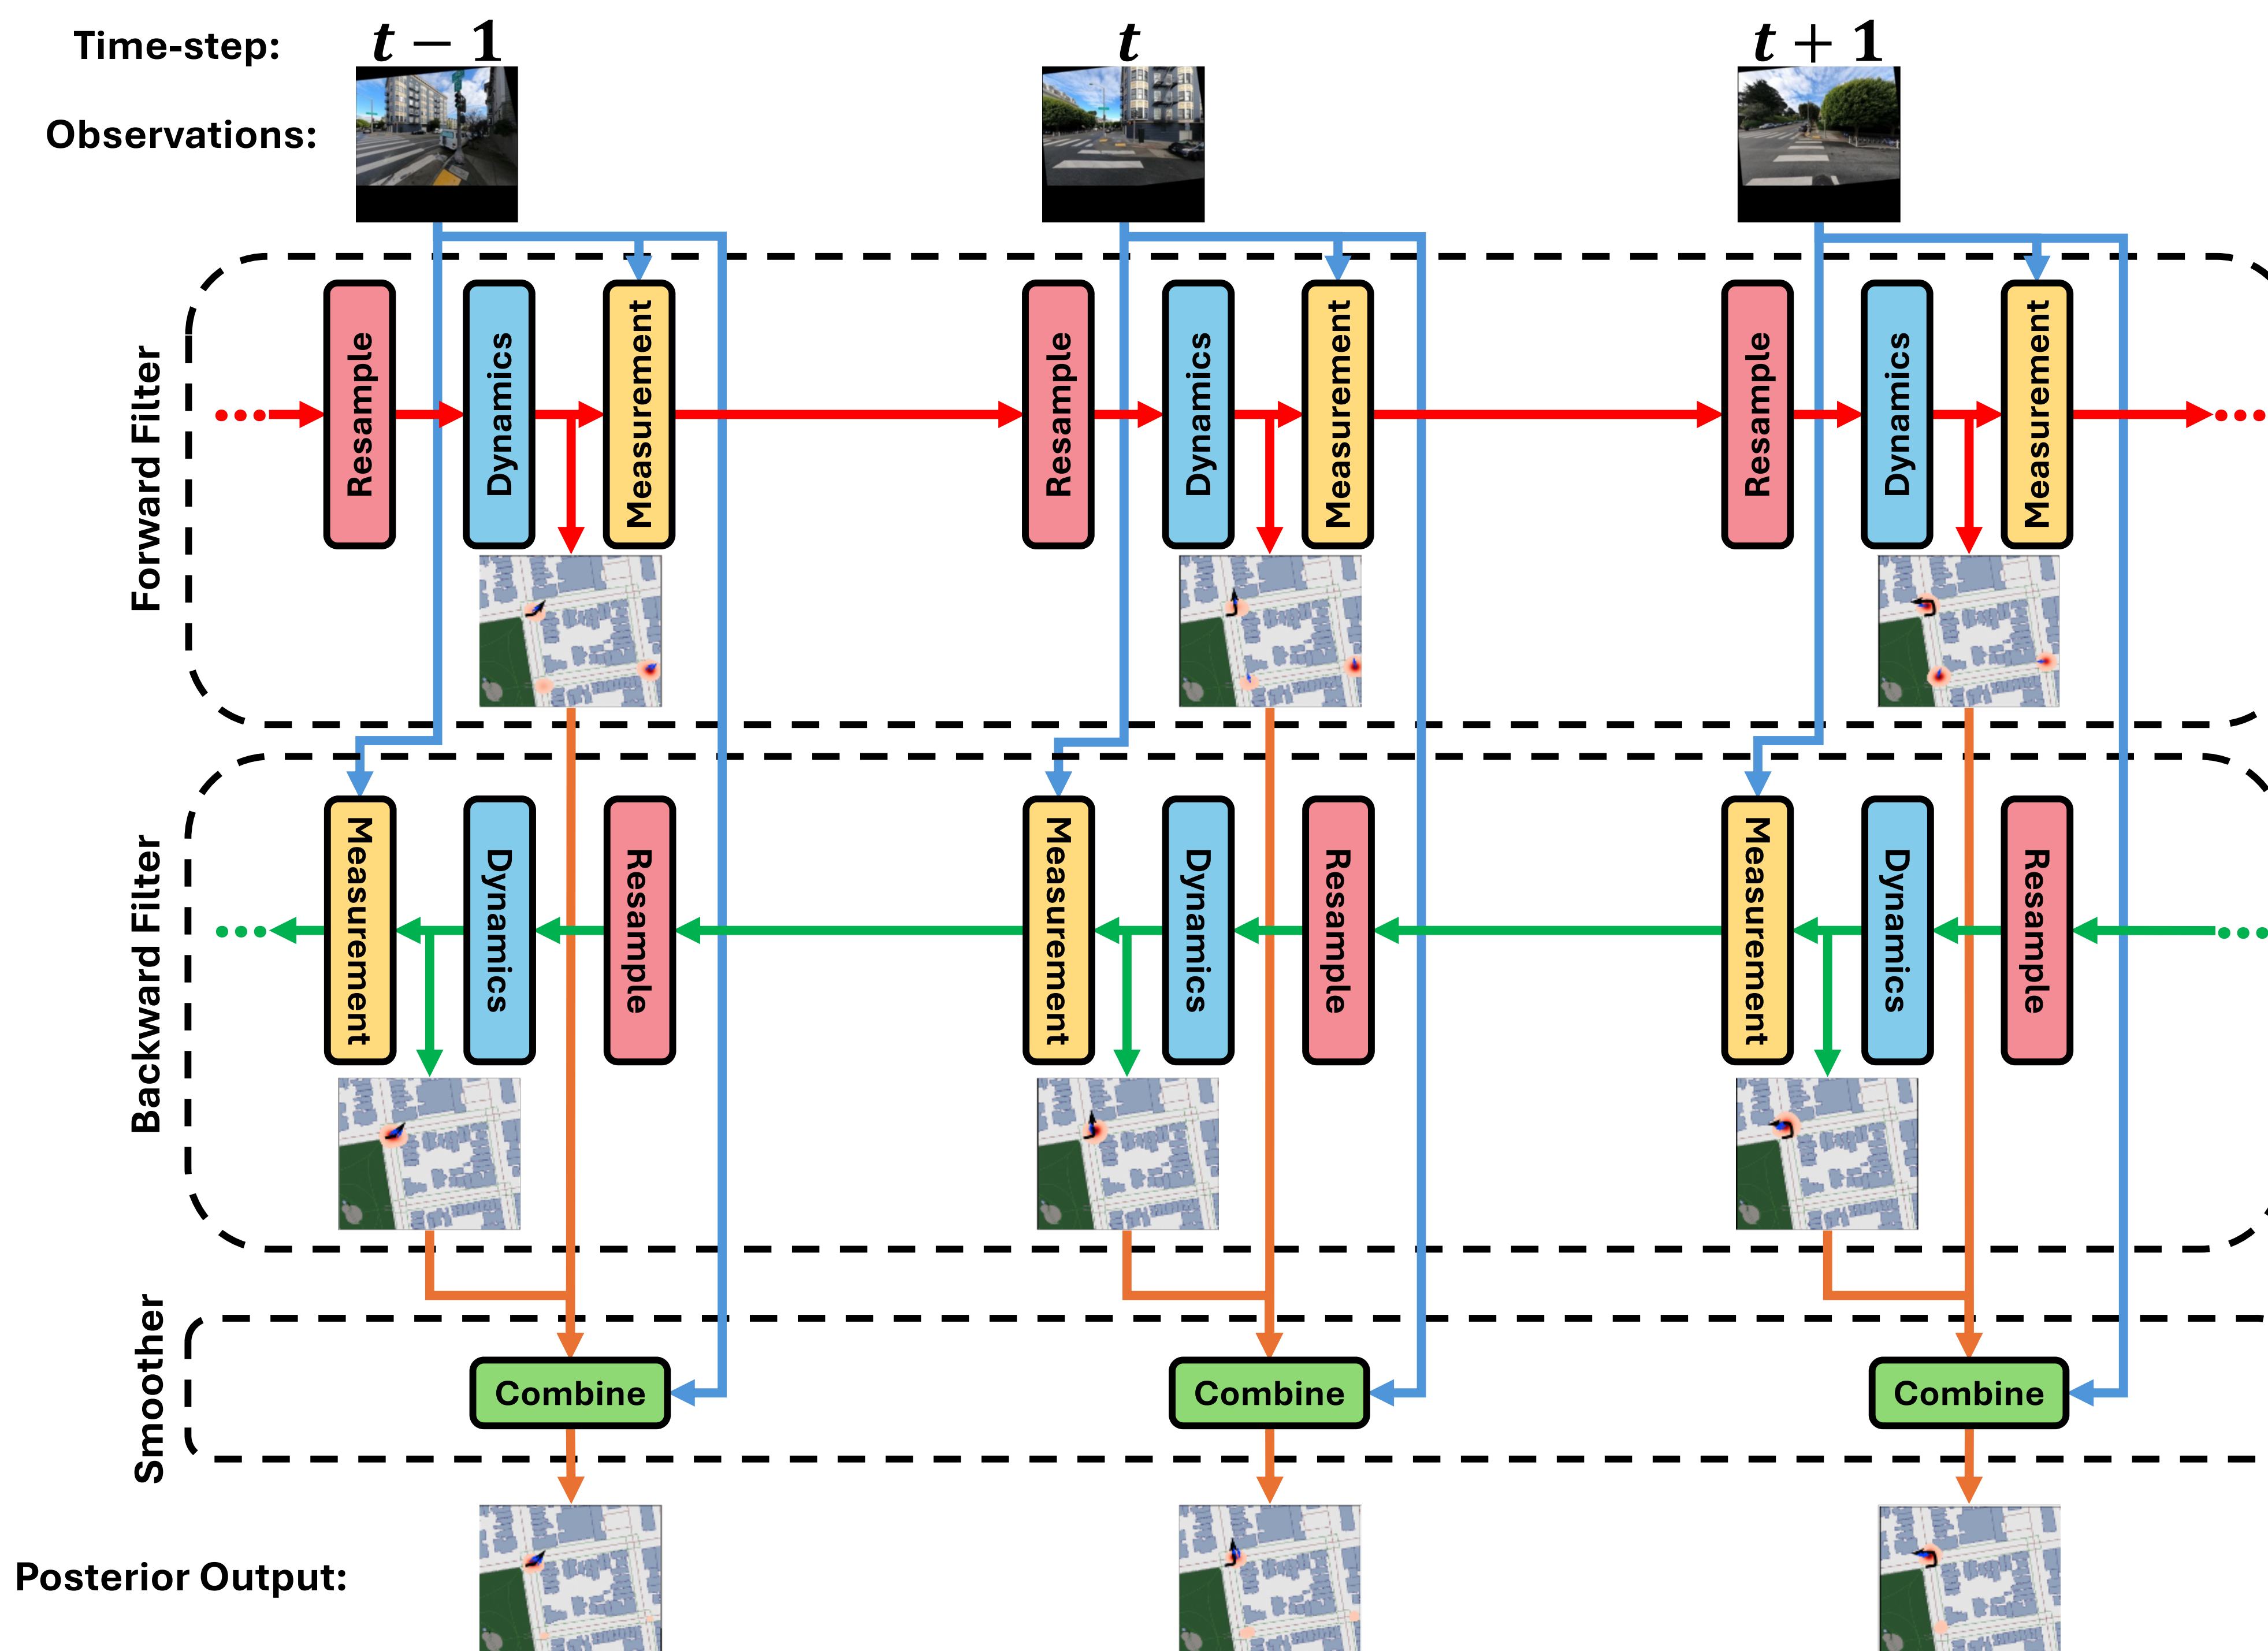 Time-step:
t − 1
t
t + 1
Observations:
Forward Filter
Resample
Dynamics
Measurement
Resample
Dynamics
Measurement
Resample
Dynamics
Measurement
Backward Filter
Measurement
Dynamics
Resample
Measurement
Dynamics
Resample
Measurement
Dynamics
Resample
Smoother
Combine
Combine
Combine
Posterior Output: